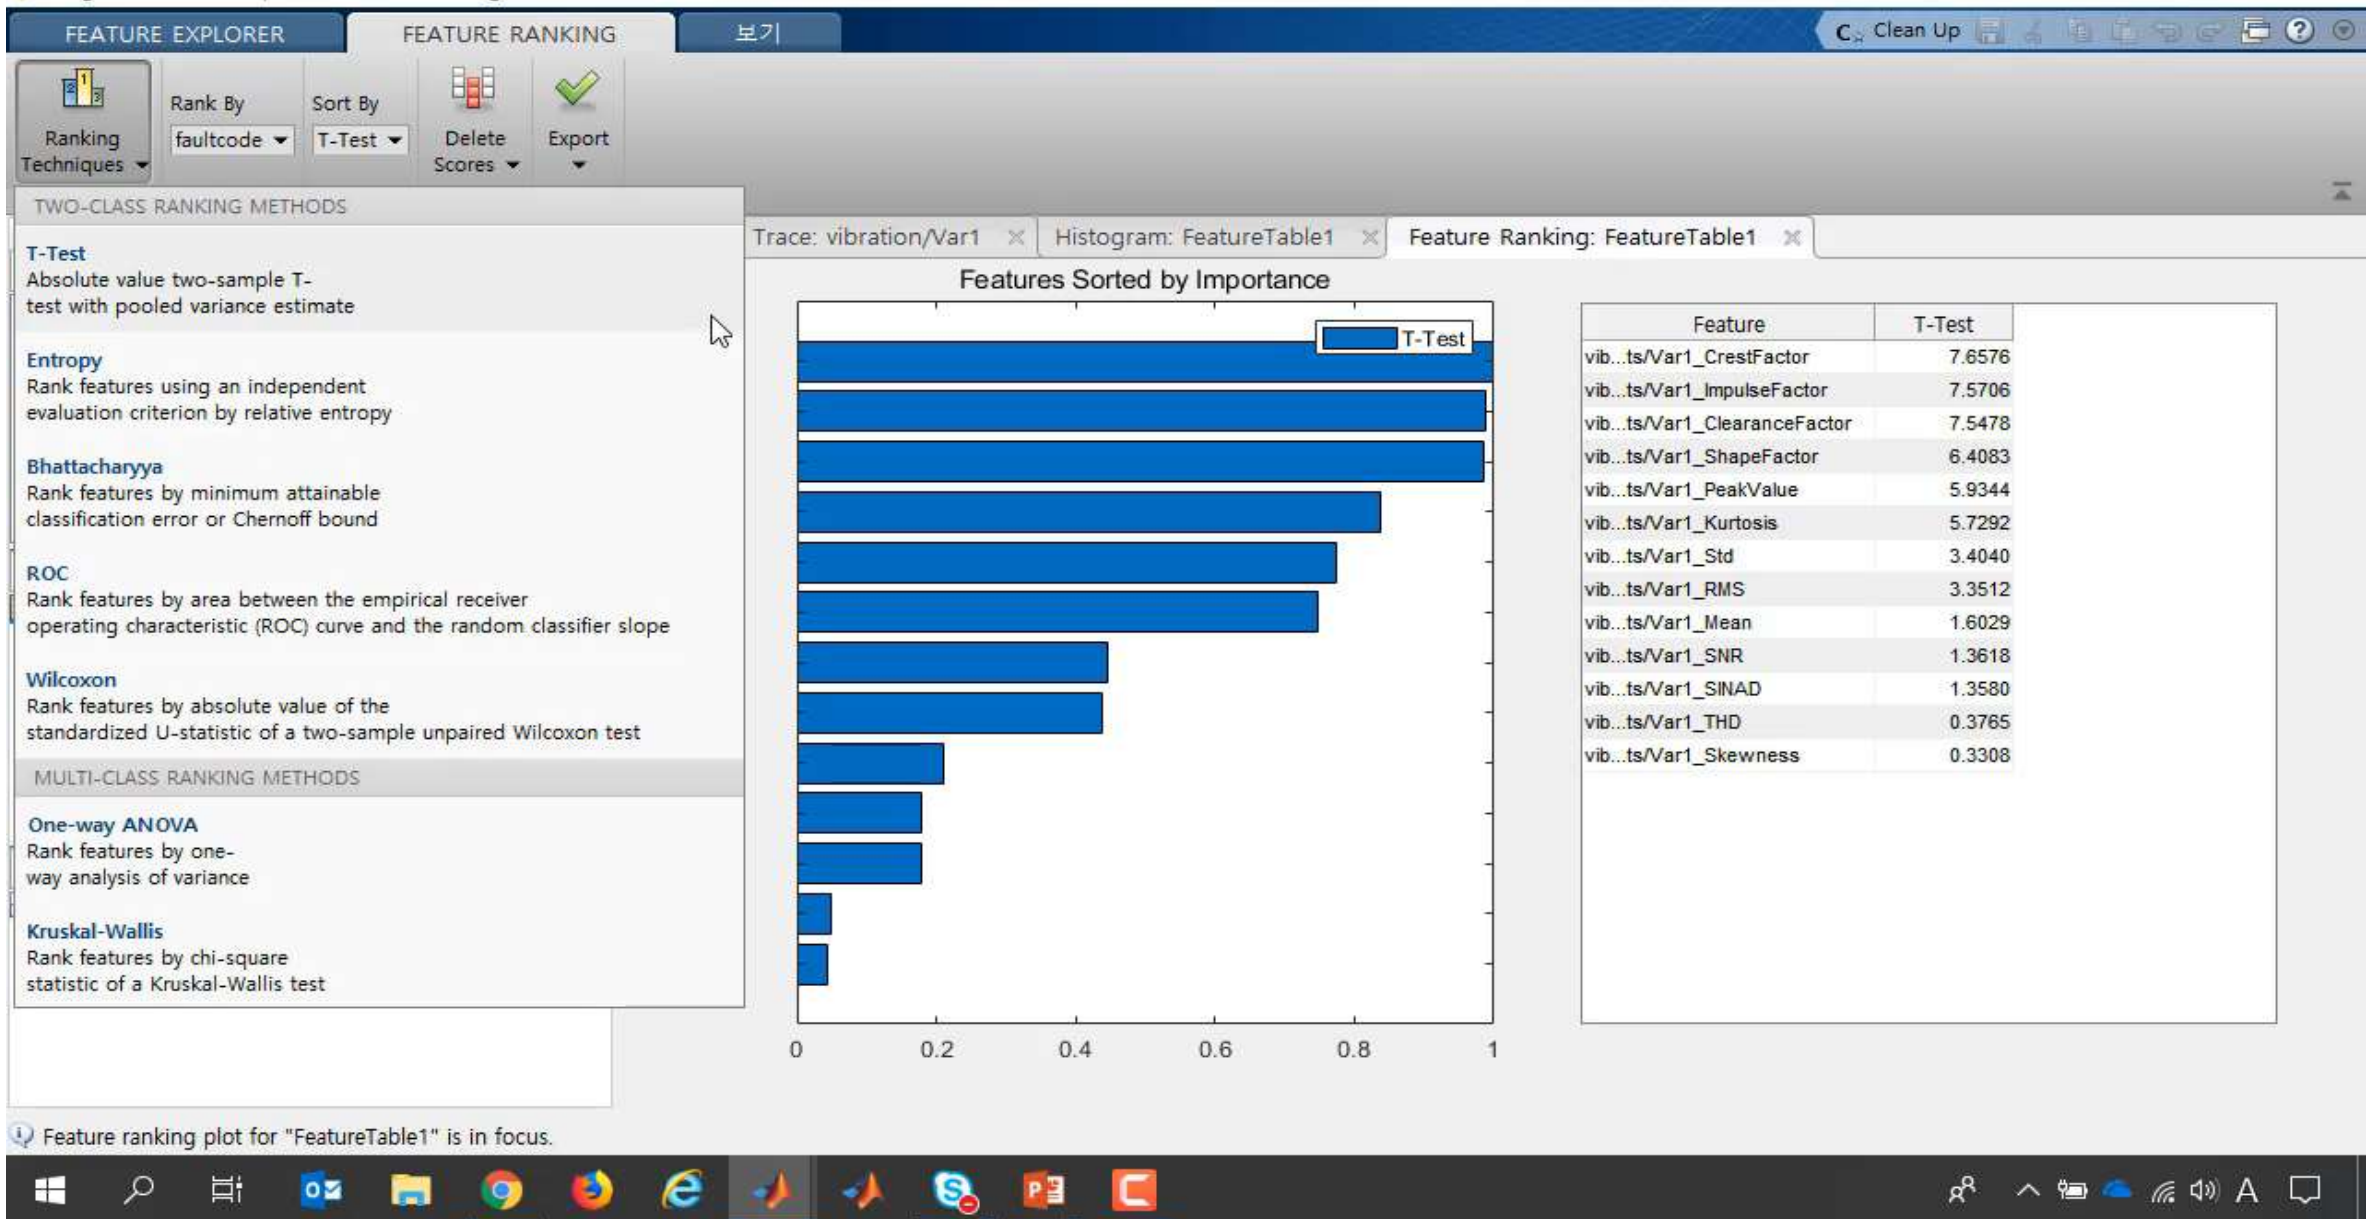 FEATURE EXPLORER
FEATURE RANKING
보기
Clean Up
Ranking
Techniques
Rank By
faultcode
Sort By
T-Test
Delete
Scores
Export
TWO-CLASS RANKING METHODS
T-Test
Absolute value two-sample T-
test with pooled variance estimate
Entropy
Rank features using an independent
evaluation criterion by relative entropy
Bhattacharyya
Rank features by minimum attainable
classification error or Chernoff bound
ROC
Rank features by area between the empirical receiver
operating characteristic (ROC) curve and the random classifier slope
Wilcoxon
Rank features by absolute value of the
standardized U-statistic of a two-sample unpaired Wilcoxon test
MULTI-CLASS RANKING METHODS
One-way ANOVA
Rank features by one-
way analysis of variance
Kruskal-Wallis
Rank features by chi-square
statistic of a Kruskal-Wallis test
Trace: vibration/Var1
Histogram: FeatureTable1
Feature Ranking: FeatureTable1
Features Sorted by Importance
T-Test
0 0.2 0.4 0.6 0.8 1
Feature T-Test
vib...ts/Var1_CrestFactor 7.6576
vib...ts/Var1_ImpulseFactor 7.5706
vib...ts/Var1_ClearanceFactor 7.5478
vib...ts/Var1_ShapeFactor 6.4083
vib...ts/Var1_PeakValue 5.9344
vib...ts/Var1_Kurtosis 5.7292
vib...ts/Var1_Std 3.4040
vib...ts/Var1_RMS 3.3512
vib...ts/Var1_Mean 1.6029
vib...ts/Var1_SNR 1.3618
vib...ts/Var1_SINAD 1.3580
vib...ts/Var1_THD 0.3765
vib...ts/Var1_Skewness 0.3308
Feature ranking plot for "FeatureTable1" is in focus.
A